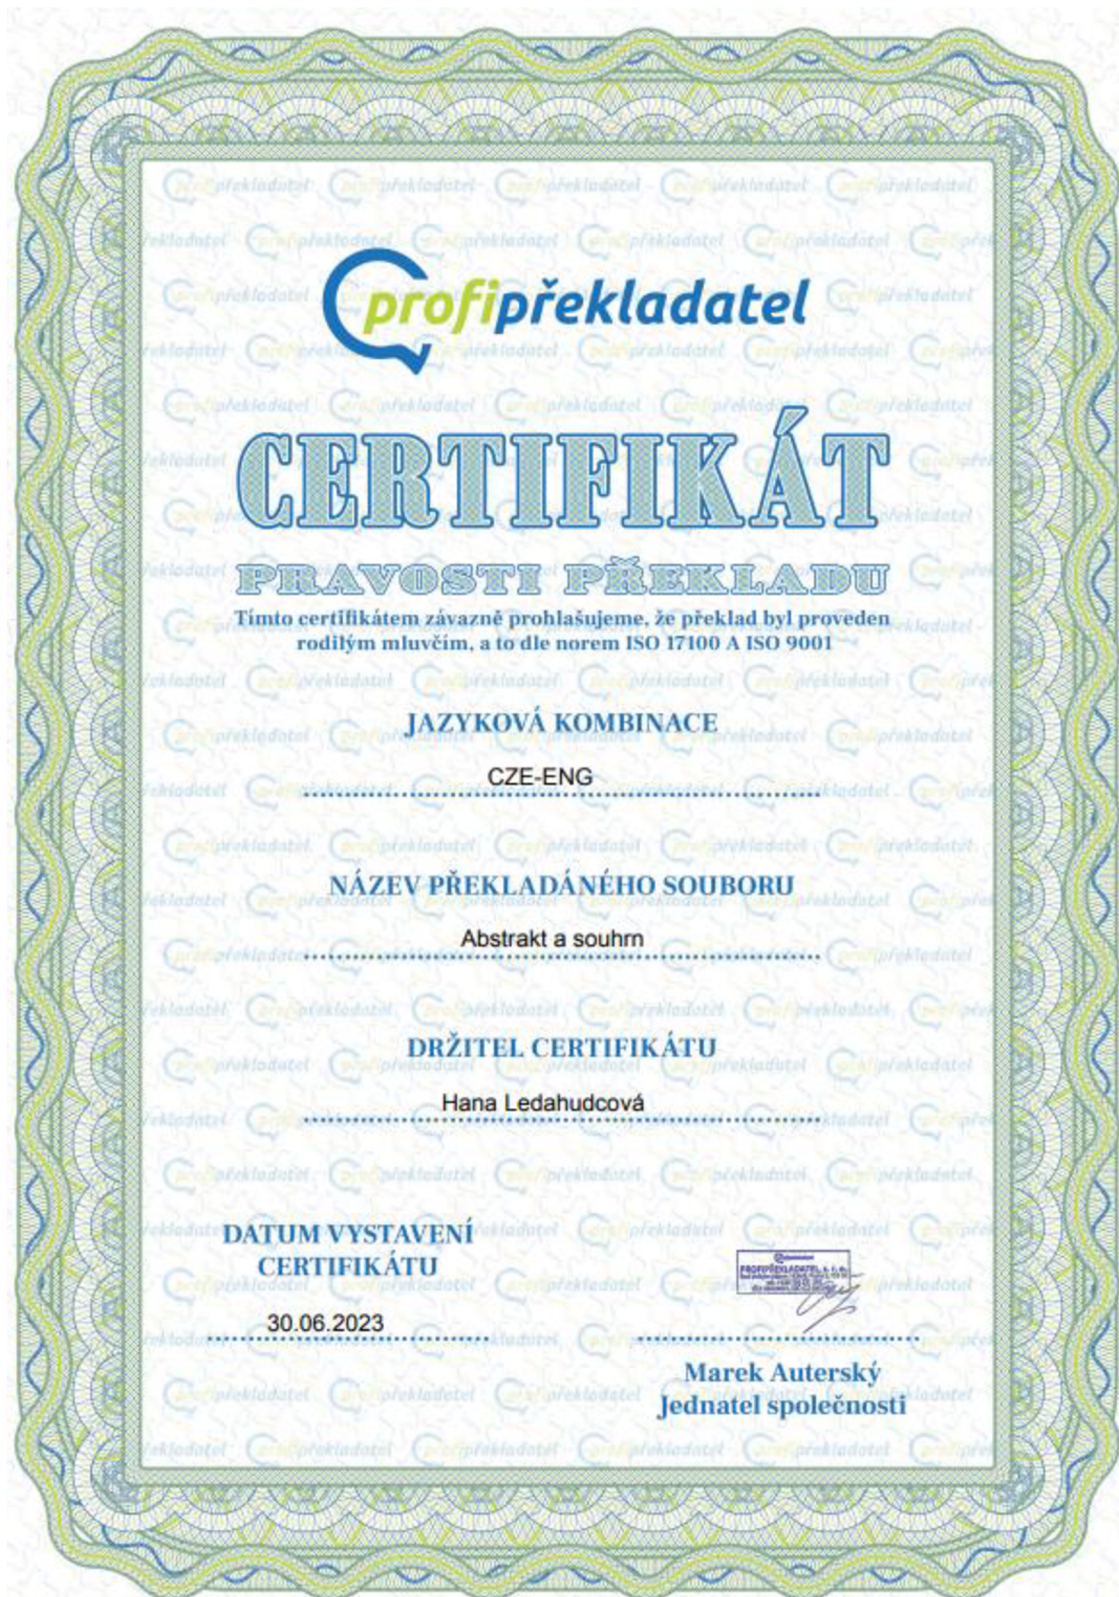 profipřekladatel
CERTIFIKÁT
PRAVOSTI PŘEKLADU
Tímto certifikátem závazně prohlašujeme, že překlad byl proveden
rodilým mluvčím, a to dle norem ISO 17100 A ISO 9001
JAZYKOVÁ KOMBINACE
CZE-ENG
NÁZEV PŘEKLÁDÁNÉHO SOUBORU
Abstrakt a souhrn
DRŽITEL CERTIFIKÁTU
Hana Ledahudcová
DATUM VYSTAVENÍ
CERTIFIKÁTU
30.06.2023
PROFIPŘEKLADATEL, s. r. o.
Marek Auterský
Jednatel společnosti